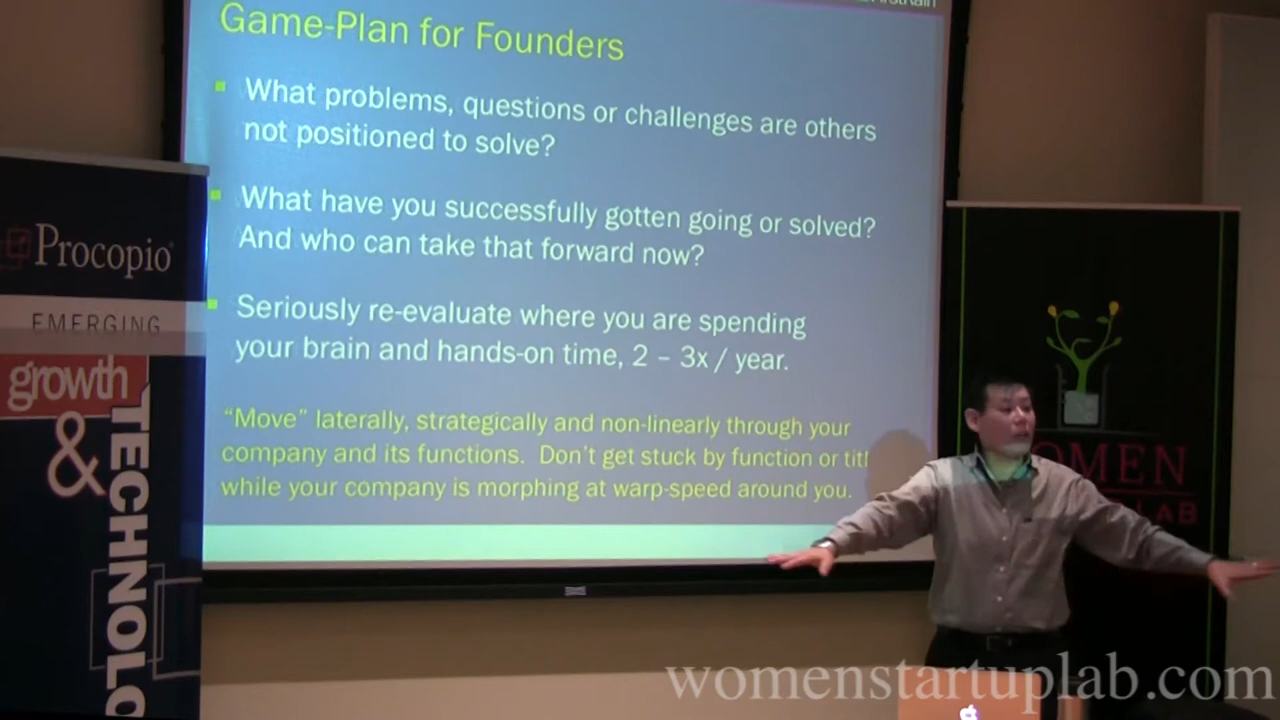 Game-Plan for Founders
What problems, questions or challenges are others
not positioned to solve?
What have you successfully gotten going or solved?
And who can take that forward now?
Seriously re-evaluate where you are spending
your brain and hands-on time, 2 – 3x / year.
“Move” laterally, strategically and non-linearly through your
company and its functions. Don’t get stuck by function or titl
while your company is morphing at warp-speed around you.
Procopio
EMERGING
growth
&
TECHNOLO
OMEN
LAB
womenstartuplab.com